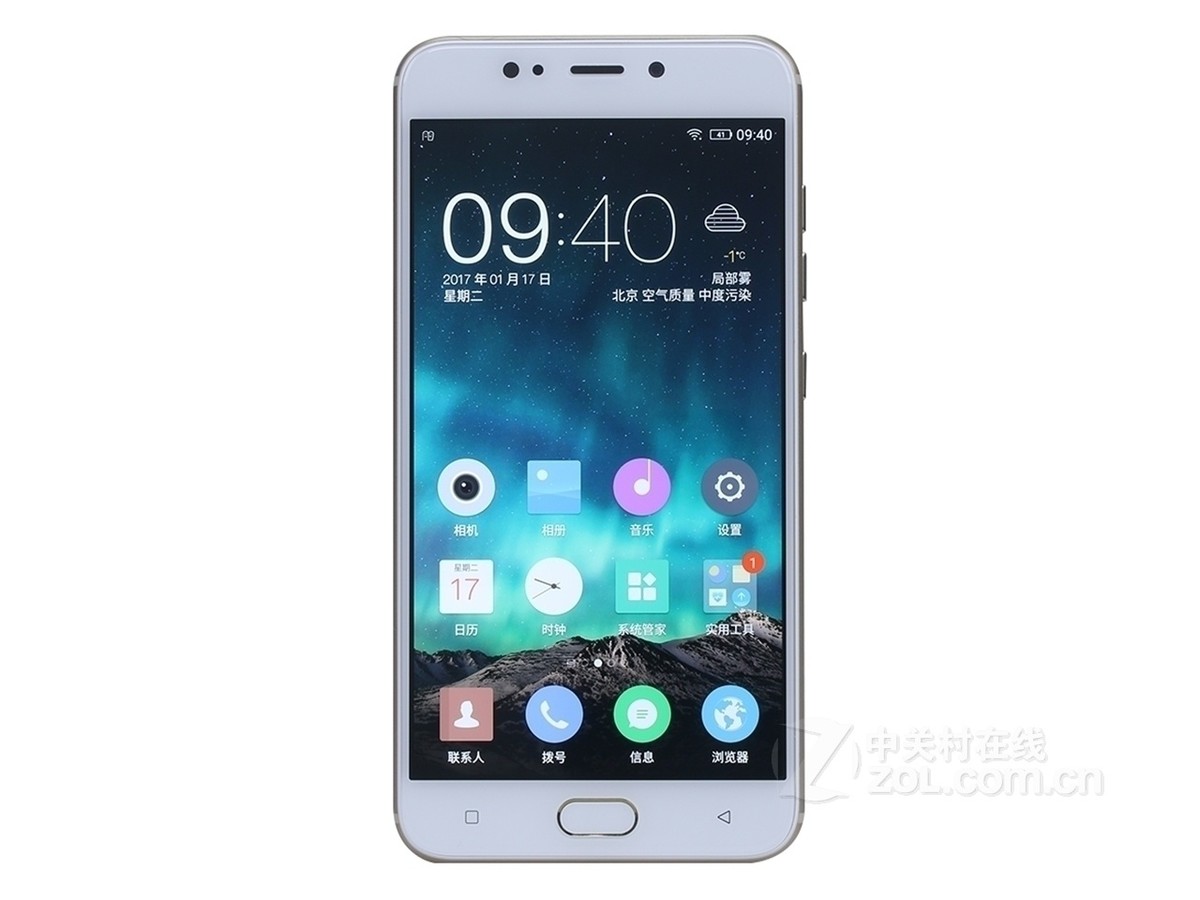 41 09:40
09:40
-1°C
2017 年 01 月 17 日
局部雾
星期二
北京 空气质量 中度污染
相机
相册
音乐
设置
星期二
17
1
日历
时钟
系统管家
实用工具
联系人
拨号
信息
浏览器
中关村在线
ZOL.com.cn